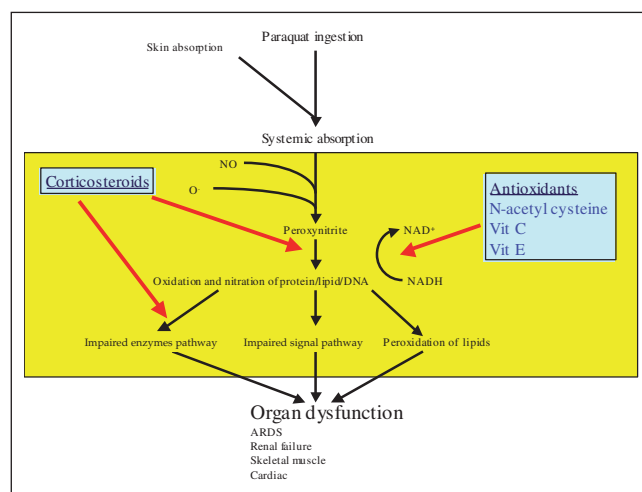 Paraquat ingestion
Skin absorption
Systemic absorption
NO
O-
Corticosteroids
Antioxidants
N-acetyl cysteine
Vit C
Vit E
Peroxynitrite
NAD+
Oxidation and nitration of protein/lipid/DNA
NADH
Impaired enzymes pathway
Impaired signal pathway
Peroxidation of lipids
Organ dysfunction
ARDS
Renal failure
Skeletal muscle
Cardiac